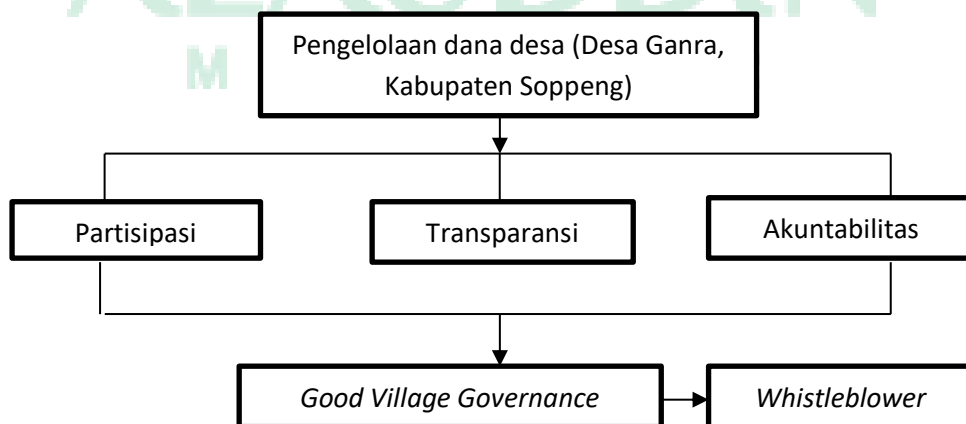 M
Pengelolaan dana desa (Desa Ganra,
Kabupaten Soppeng)
Partisipasi
Transparansi
Akuntabilitas
Good Village Governance
Whistleblower